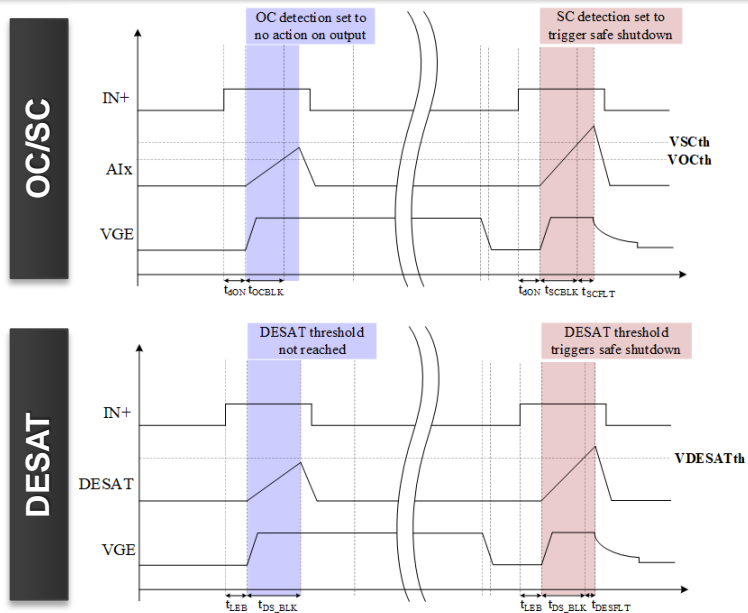 OC/SC
OC detection set to
no action on output
SC detection set to
trigger safe shutdown
IN+
AIx
VGE
VSCth
VOCth
tdON tOCBLK
tdON tSCBLK tSCFLT
DESAT
DESAT threshold
not reached
DESAT threshold
triggers safe shutdown
IN+
DESAT
VGE
VDESATth
tLEB tDS_BLK
tLEB tDS_BLK tDESFLT